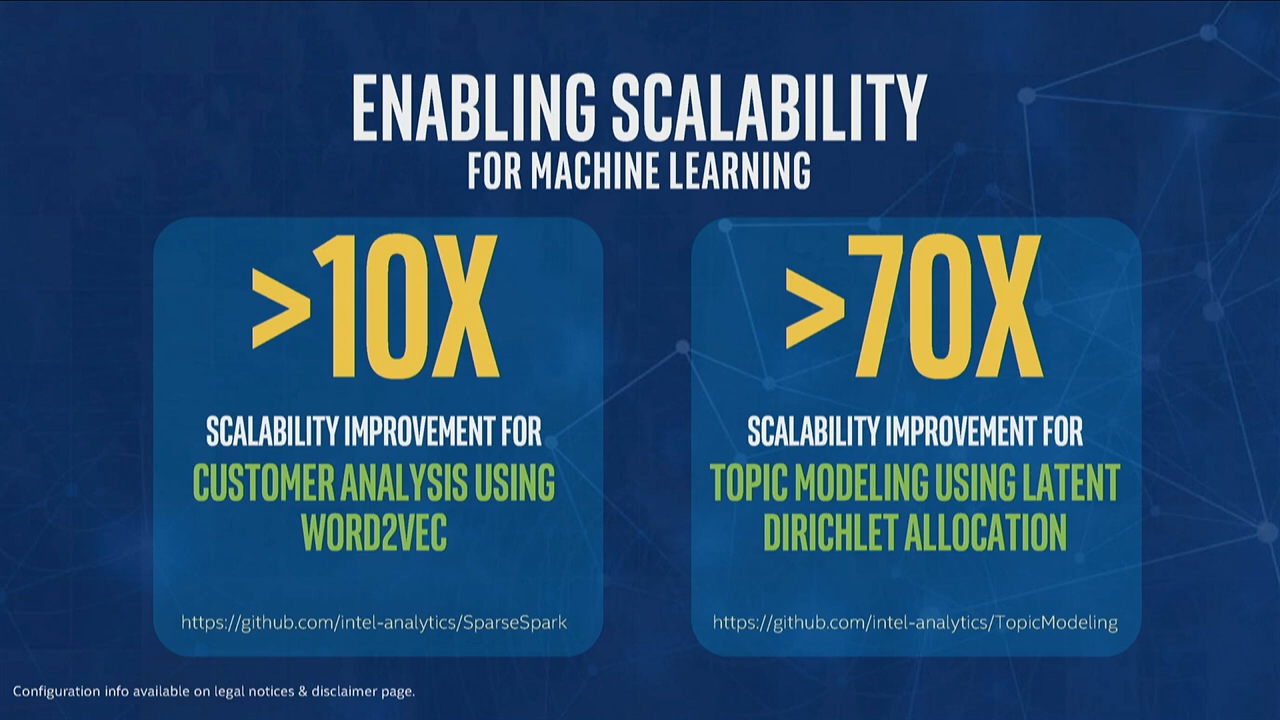 ENABLING SCALABILITY
FOR MACHINE LEARNING
>10X
SCALABILITY IMPROVEMENT FOR
CUSTOMER ANALYSIS USING
WORD2VEC
https://github.com/intel-analytics/SparseSpark
>70X
SCALABILITY IMPROVEMENT FOR
TOPIC MODELING USING LATENT
DIRICHLET ALLOCATION
https://github.com/intel-analytics/TopicModeling
Configuration info available on legal notices & disclaimer page.